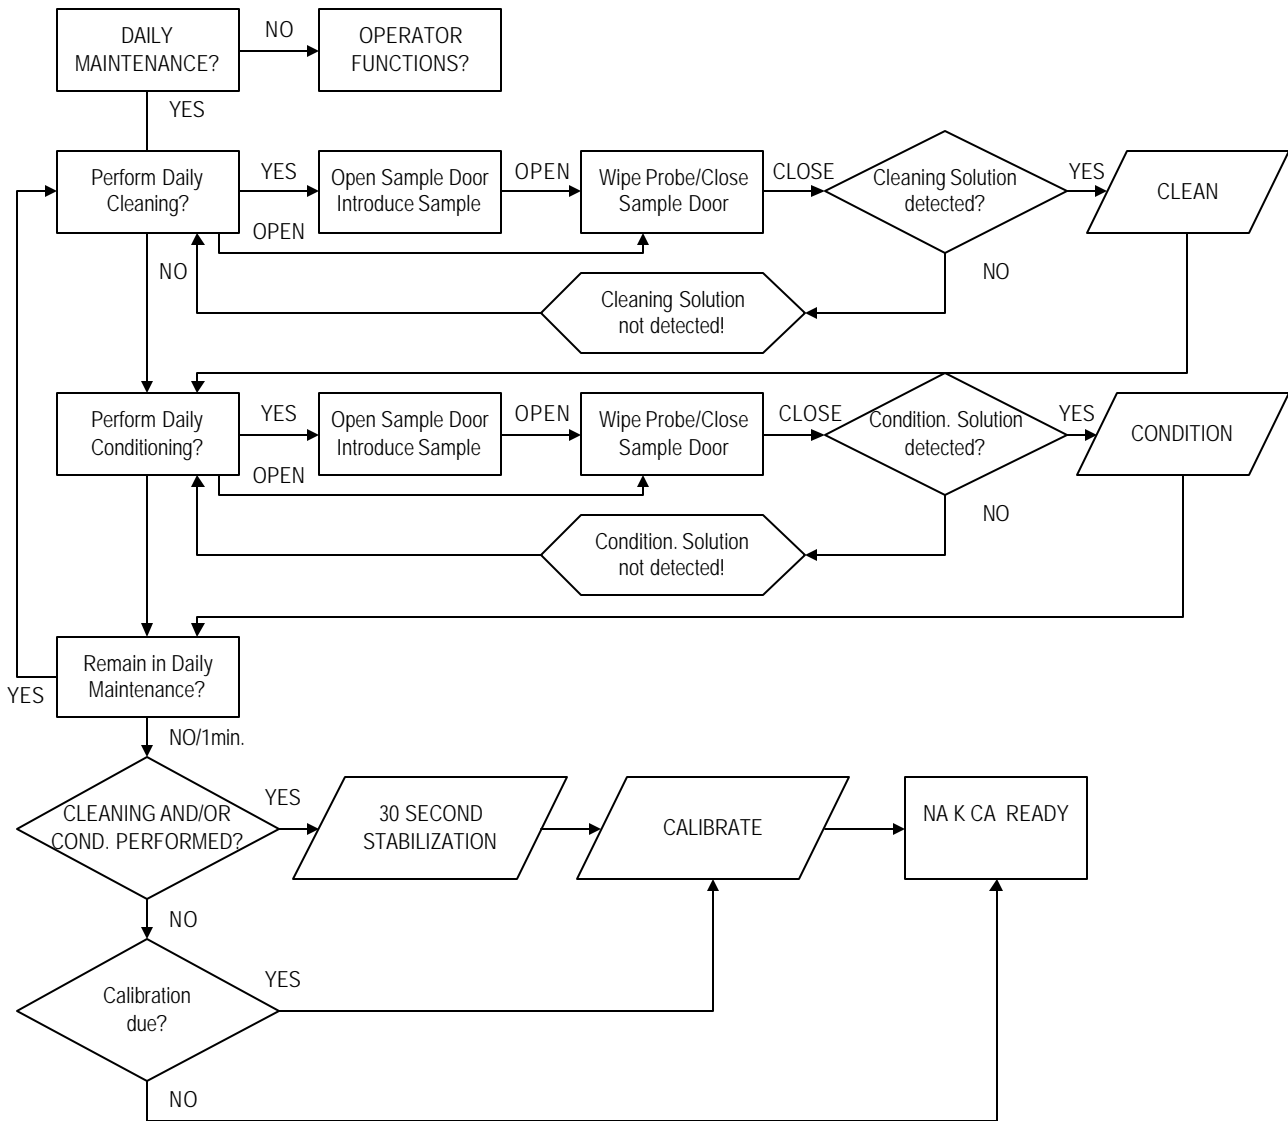 DAILY
MAINTENANCE?
NO
OPERATOR
FUNCTIONS?
YES
Perform Daily
Cleaning?
YES
Open Sample Door
Introduce Sample
OPEN
Wipe Probe/Close
Sample Door
CLOSE
Cleaning Solution
detected?
YES
CLEAN
OPEN
NO
NO
Cleaning Solution
not detected!
Perform Daily
Conditioning?
YES
Open Sample Door
Introduce Sample
OPEN
Wipe Probe/Close
Sample Door
CLOSE
Condition. Solution
detected?
YES
CONDITION
OPEN
NO
Condition. Solution
not detected!
Remain in Daily
Maintenance?
YES
NO/1min.
CLEANING AND/OR
COND. PERFORMED?
YES
30 SECOND
STABILIZATION
CALIBRATE
NA K CA READY
NO
Calibration
due?
YES
NO